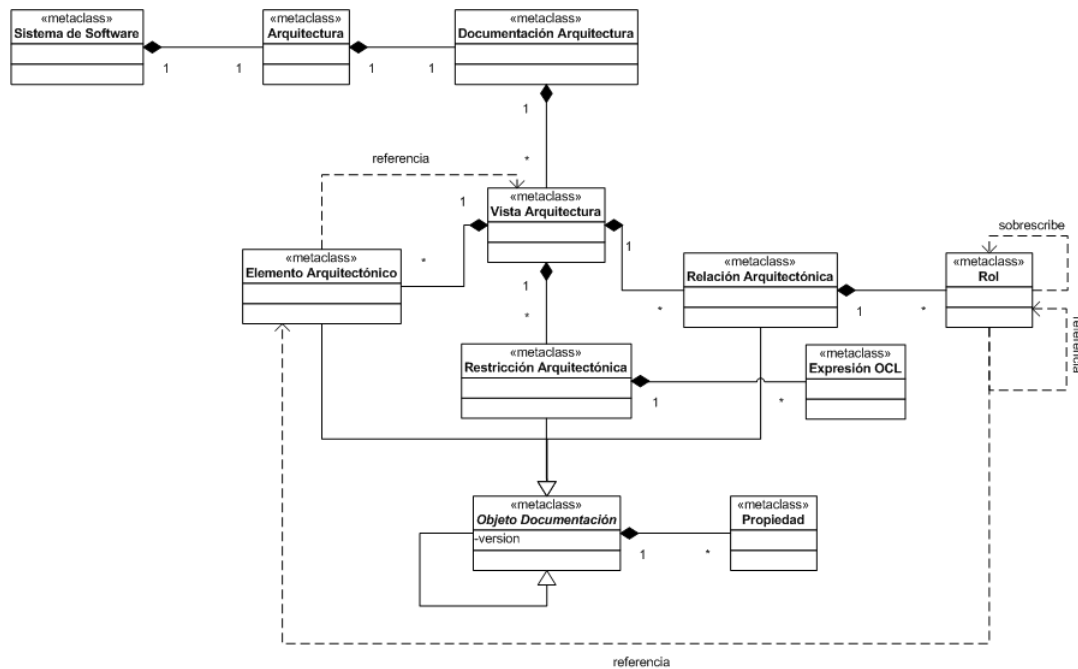 «metaclass»
Sistema de Software
«metaclass»
Arquitectura
«metaclass»
Documentación Arquitectura
1
1
1
1
1
*
referencia
«metaclass»
Vista Arquitectura
1
*
1
*
1
*
«metaclass»
Elemento Arquitectónico
«metaclass»
Relación Arquitectónica
1
*
sobrescribe
«metaclass»
Rol
referencia
«metaclass»
Restricción Arquitectónica
1
*
«metaclass»
Expresión OCL
«metaclass»
Objeto Documentación
-version
1
*
«metaclass»
Propiedad
referencia